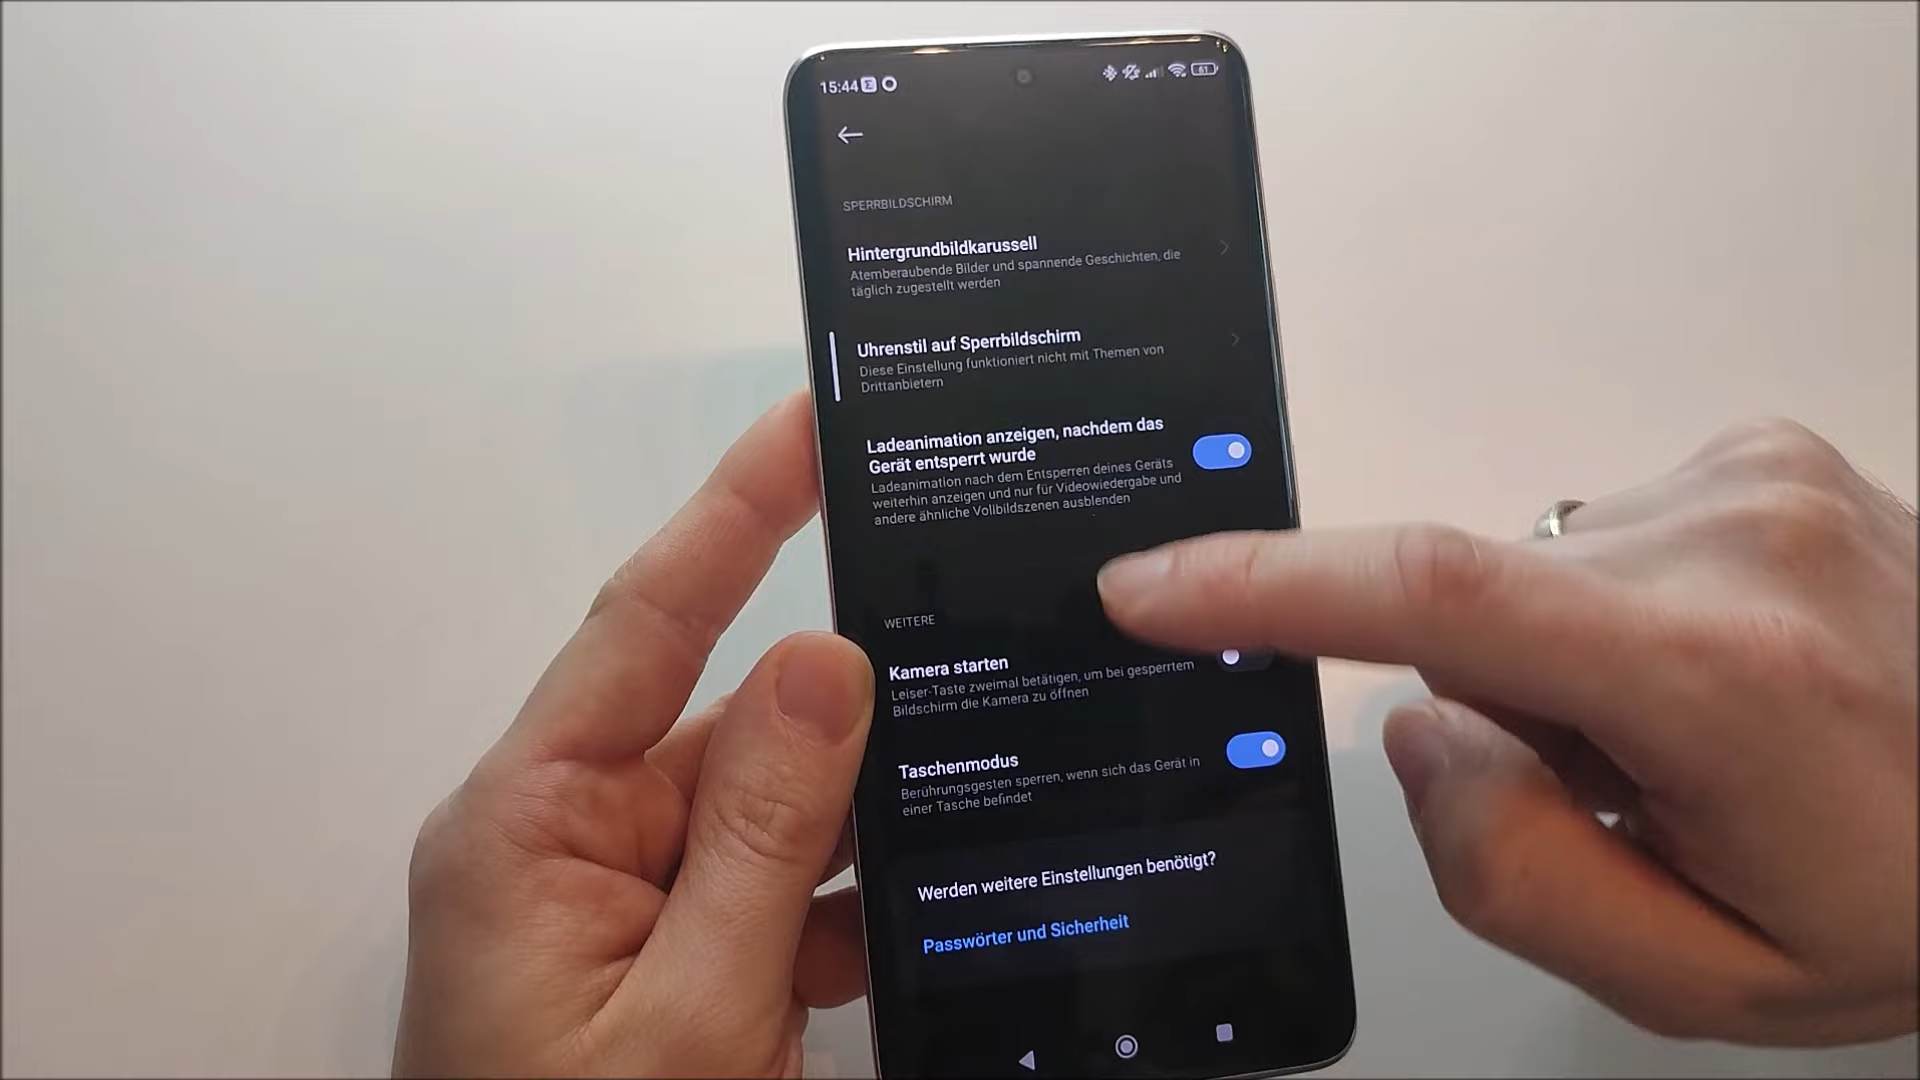 15:44
61
SPERRBILDSCHIRM
Hintergrundbildkarussell
Atemberaubende Bilder und spannende Geschichten, die
täglich zugestellt werden
Uhrenstil auf Sperrbildschirm
Diese Einstellung funktioniert nicht mit Themen von
Drittanbietern
Ladeanimation anzeigen, nachdem das
Gerät entsperrt wurde
Ladeanimation nach dem Entsperren deines Geräts
weiterhin anzeigen und nur für Videowiedergabe und
andere ähnliche Vollbildszenen ausblenden
WEITERE
Kamera starten
Leiser-Taste zweimal betätigen, um bei gesperrtem
Bildschirm die Kamera zu öffnen
Taschenmodus
Berührungsgesten sperren, wenn sich das Gerät in
einer Tasche befindet
Werden weitere Einstellungen benötigt?
Passwörter und Sicherheit